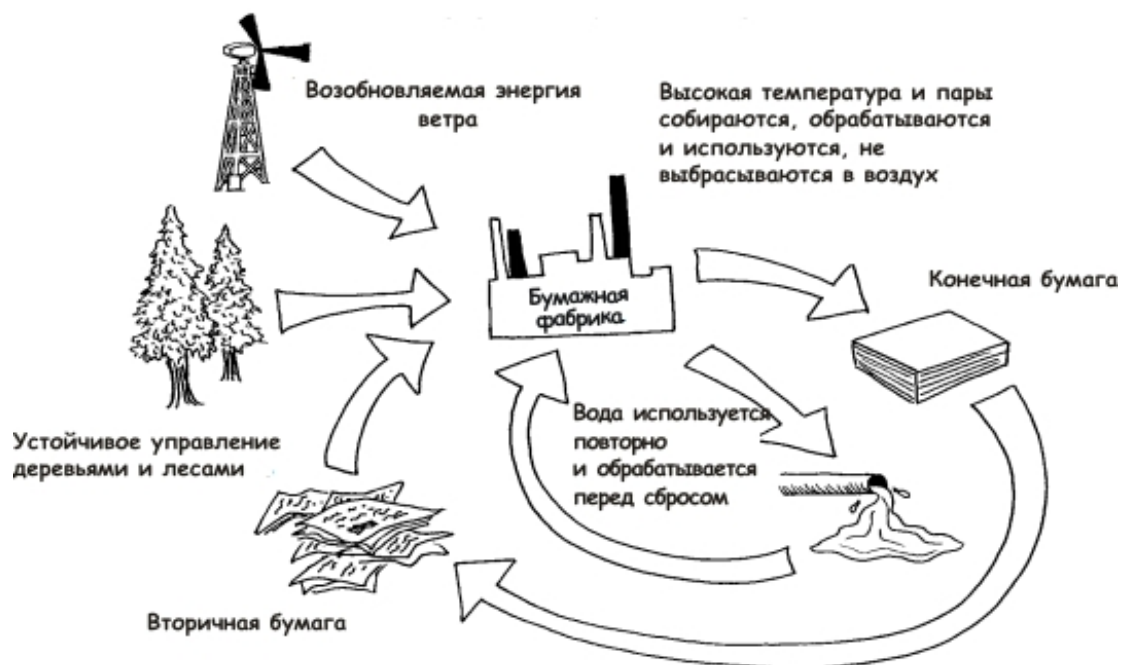 Возобновляемая энергия
ветра
Высокая температура и пары
собираются, обрабатываются
и используются, не
выбрасываются в воздух
Бумажная
фабрика
Конечная бумага
Устойчивое управление
деревьями и лесами
Вода используется
повторно
и обрабатывается
перед сбросом
Вторичная бумага